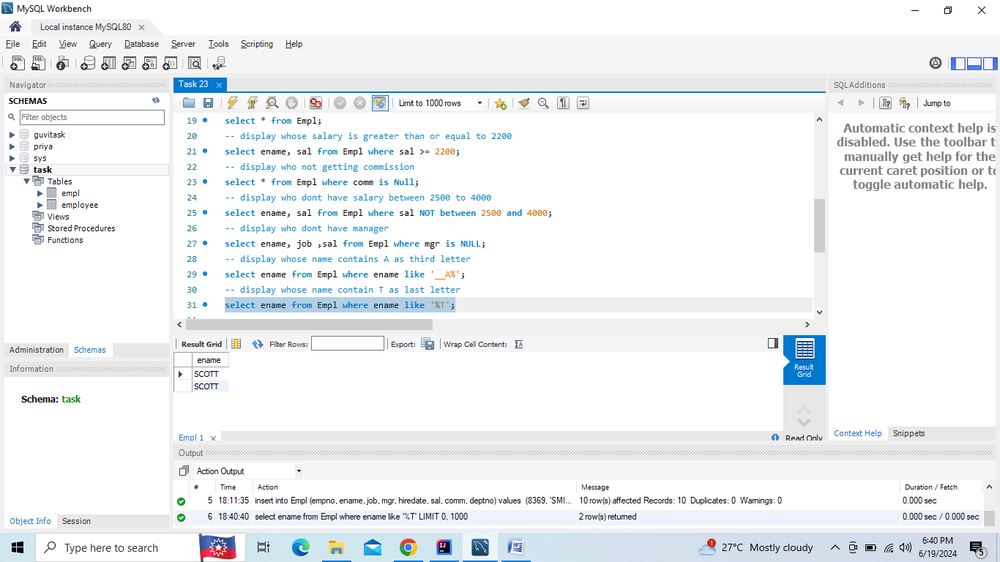 MySQL Workbench
Local instance MySQL80
File Edit View Query Database Server Tools Scripting Help
Navigator
SCHEMAS
Filter objects
guvitask
priya
sys
task
Tables
empl
employee
Views
Stored Procedures
Functions
Administration Schemas
Information
Schema: task
Object Info Session
Task 23
Limit to 1000 rows
19 select * from Empl;
20 -- display whose salary is greater than or equal to 2200
21 select ename, sal from Empl where sal >= 2200;
22 -- display who not getting commission
23 select * from Empl where comm is Null;
24 -- display who dont have salary between 2500 to 4000
25 select ename, sal from Empl where sal NOT between 2500 and 4000;
26 -- display who dont have manager
27 select ename, job ,sal from Empl where mgr is NULL;
28 -- display whose name contains A as third letter
29 select ename from Empl where ename like '__A%';
30 -- display whose name contain T as last letter
31 select ename from Empl where ename like '%T';
Result Grid Filter Rows: Export: Wrap Cell Content:
ename
SCOTT
SCOTT
Result
Grid
Empl 1
Read Only
SQLAdditions
Jump to
Automatic context help is
disabled. Use the toolbar t
manually get help for the
current caret position or to
toggle automatic help.
Context Help Snippets
Output
Action Output
# Time Action Message Duration / Fetch
5 18:11:35 insert into Empl (empno, ename, job, mgr, hiredate, sal, comm, deptno) values (8369, 'SMI... 10 row(s) affected Records: 10 Duplicates: 0 Warnings: 0 0.000 sec
6 18:40:40 select ename from Empl where ename like '%T' LIMIT 0, 1000 2 row(s) returned 0.000 sec / 0.000 sec
Type here to search
1
27°C Mostly cloudy
6:40 PM
6/19/2024
5